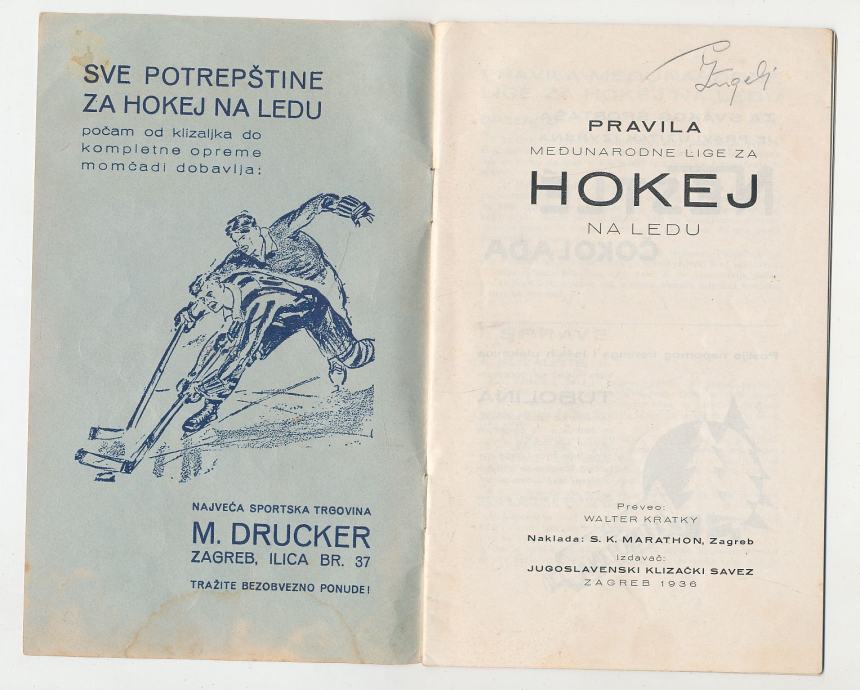 SVE POTREPŠTINE
ZA HOKEJ NA LEDU
počam od klizaljka do
kompletne opreme
momčadi dobavlja:
NAJVEĆA SPORTSKA TRGOVINA
M. DRUCKER
ZAGREB, ILICA BR. 37
TRAŽITE BEZOBVEZNO PONUDE!
PRAVILA
MEĐUNARODNE LIGE ZA
HOKEJ
NA LEDU
Preveo:
WALTER KRATKY
Naklada: S. K. MARATHON, Zagreb
Izdavač:
JUGOSLAVENSKI KLIZAČKI SAVEZ
ZAGREB 1936